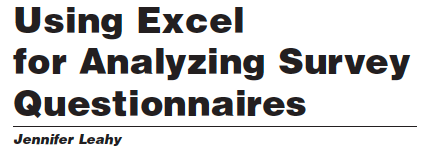 Using Excel
for Analyzing Survey
Questionnaires
Jennifer Leahy